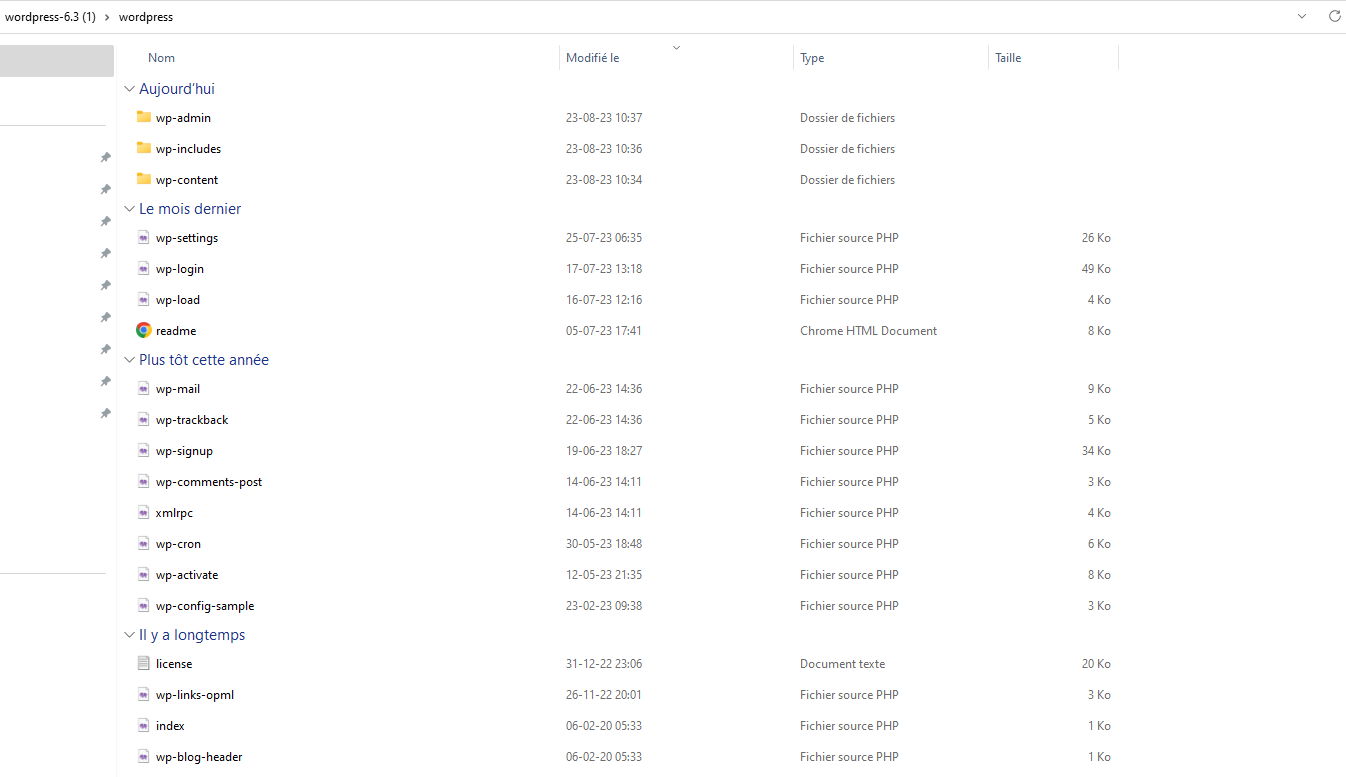 wordpress-6.3 (1) > wordpress
Nom Modifié le Type Taille
Aujourd'hui
wp-admin 23-08-23 10:37 Dossier de fichiers
wp-includes 23-08-23 10:36 Dossier de fichiers
wp-content 23-08-23 10:34 Dossier de fichiers
Le mois dernier
wp-settings 25-07-23 06:35 Fichier source PHP 26 Ko
wp-login 17-07-23 13:18 Fichier source PHP 49 Ko
wp-load 16-07-23 12:16 Fichier source PHP 4 Ko
readme 05-07-23 17:41 Chrome HTML Document 8 Ko
Plus tôt cette année
wp-mail 22-06-23 14:36 Fichier source PHP 9 Ko
wp-trackback 22-06-23 14:36 Fichier source PHP 5 Ko
wp-signup 19-06-23 18:27 Fichier source PHP 34 Ko
wp-comments-post 14-06-23 14:11 Fichier source PHP 3 Ko
xmlrpc 14-06-23 14:11 Fichier source PHP 4 Ko
wp-cron 30-05-23 18:48 Fichier source PHP 6 Ko
wp-activate 12-05-23 21:35 Fichier source PHP 8 Ko
wp-config-sample 23-02-23 09:38 Fichier source PHP 3 Ko
Il y a longtemps
license 31-12-22 23:06 Document texte 20 Ko
wp-links-opml 26-11-22 20:01 Fichier source PHP 3 Ko
index 06-02-20 05:33 Fichier source PHP 1 Ko
wp-blog-header 06-02-20 05:33 Fichier source PHP 1 Ko